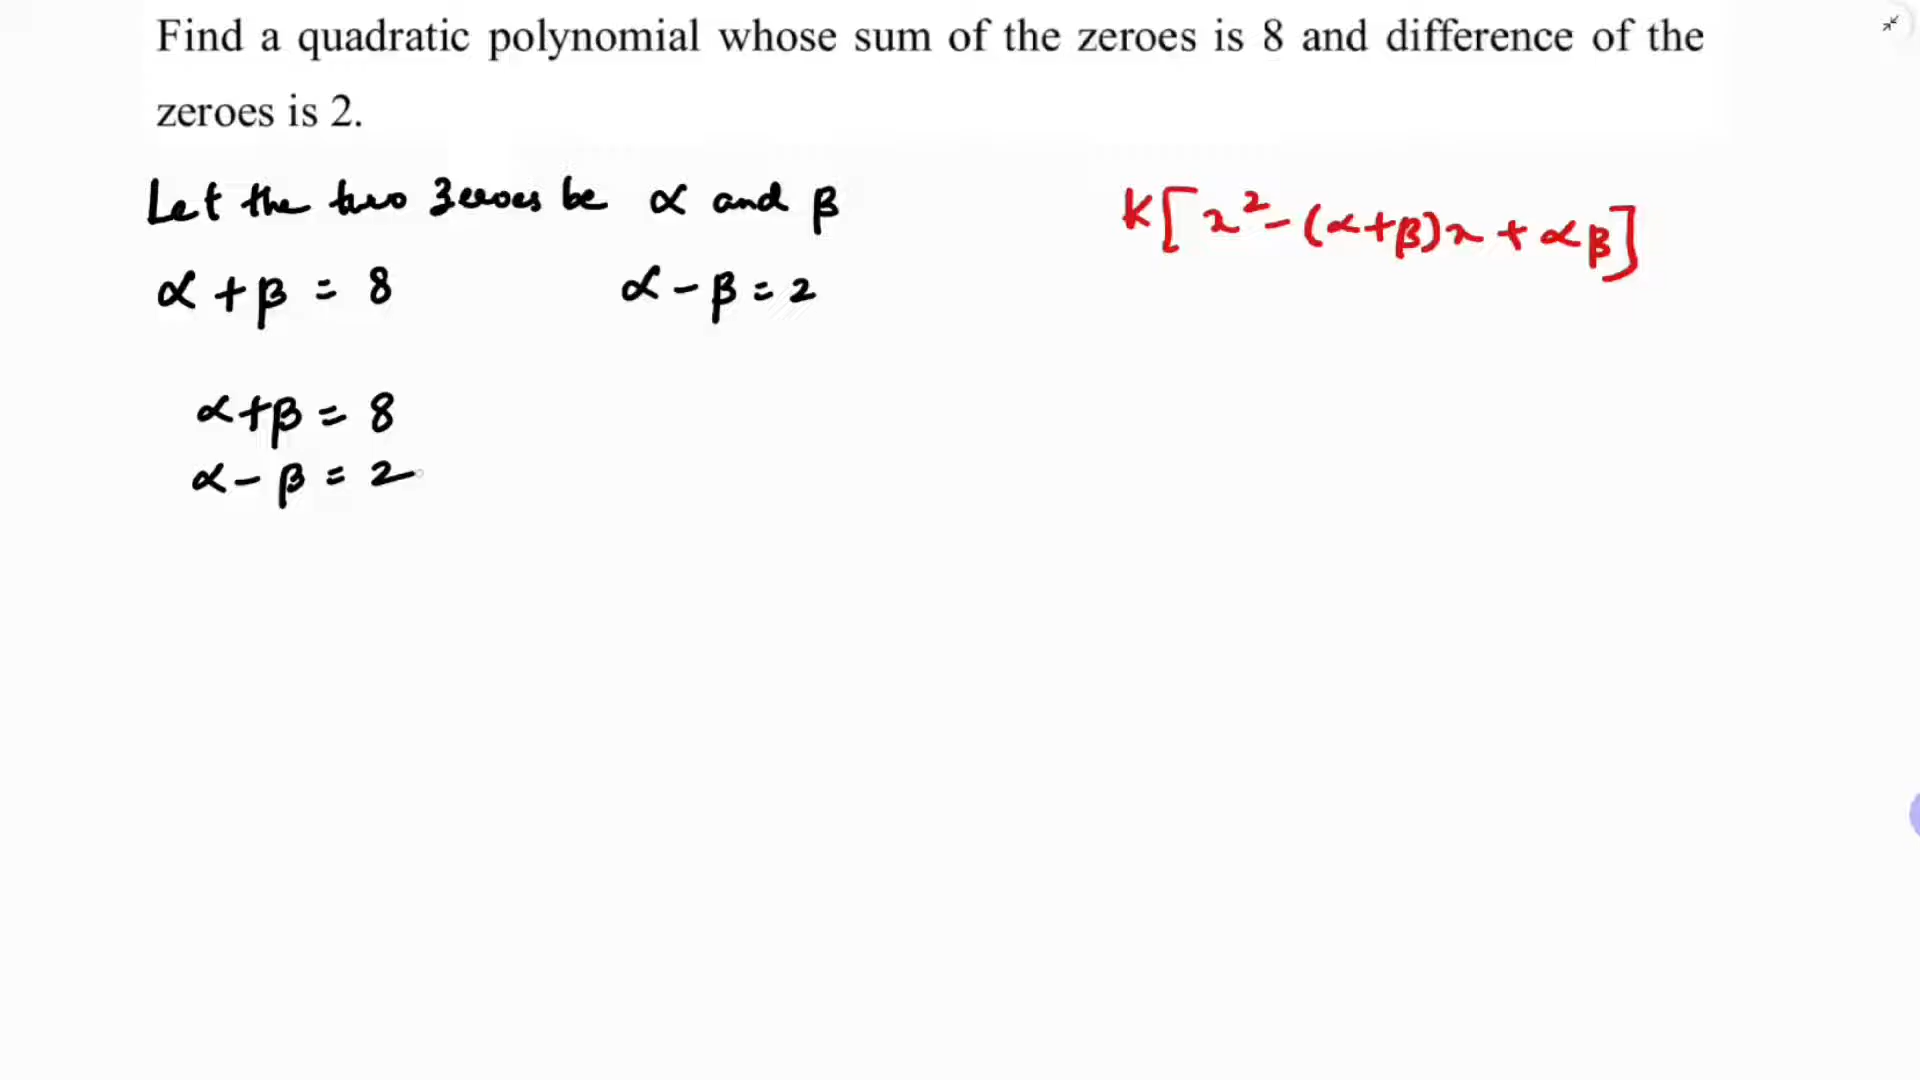 Find a quadratic polynomial whose sum of the zeroes is 8 and difference of the
zeroes is 2.
Let the two zeroes be α and β
K[x² - (α+β)x + αβ]
α + β = 8
α - β = 2
α+β = 8
α - β = 2